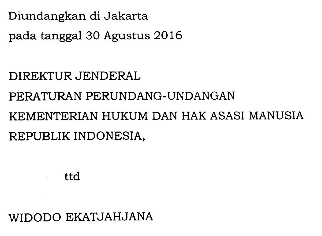 Diundangkan di Jakarta
pada tanggal 30 Agustus 2016
DIREKTUR JENDERAL
PERATURAN PERUNDANG-UNDANGAN
KEMENTERIAN HUKUM DAN HAK ASASI MANUSIA
REPUBLIK INDONESIA,
ttd
WIDODO EKATJAHJANA